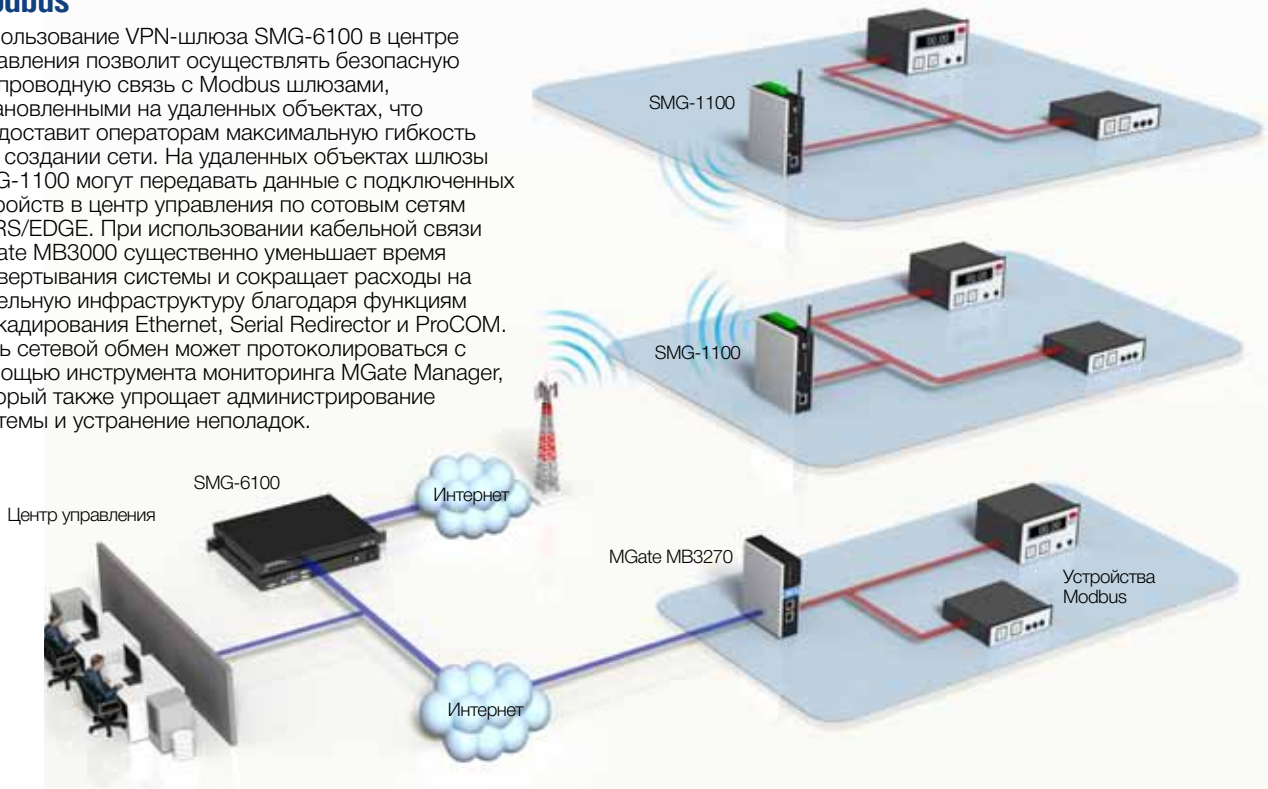 odbus
пользование VPN-шлюза SMG-6100 в центре
авления позволит осуществлять безопасную
проводную связь с Modbus шлюзами,
ановленными на удаленных объектах, что
доставит операторам максимальную гибкость
создании сети. На удаленных объектах шлюзы
G-1100 могут передавать данные с подключенных
ройств в центр управления по сотовым сетям
RS/EDGE. При использовании кабельной связи
ate MB3000 существенно уменьшает время
вертывания системы и сокращает расходы на
ельную инфраструктуру благодаря функциям
кадирования Ethernet, Serial Redirector и ProCOM.
ь сетевой обмен может протоколироваться с
ощью инструмента мониторинга MGate Manager,
орый также упрощает администрирование
темы и устранение неполадок.
SMG-1100
SMG-1100
SMG-6100
Интернет
Центр управления
MGate MB3270
Устройства
Modbus
Интернет